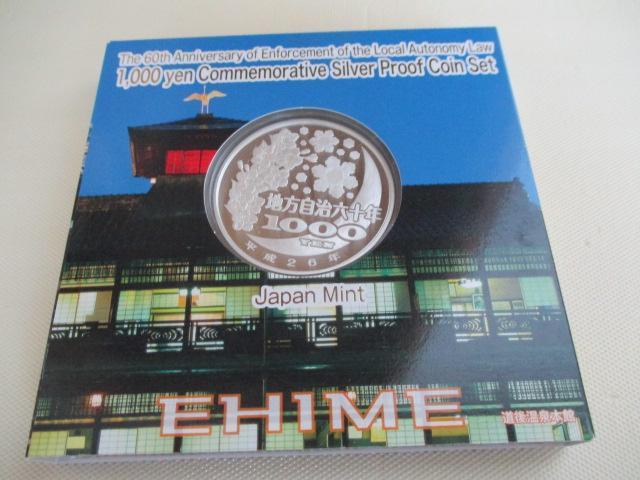 The 60th Anniversary of Enforcement of the Local Autonomy Law
1,000 yen Commemorative Silver Proof Coin Set
地方自治六十年
1000
YEN
平成26年
Japan Mint
EHIME
道後温泉本館